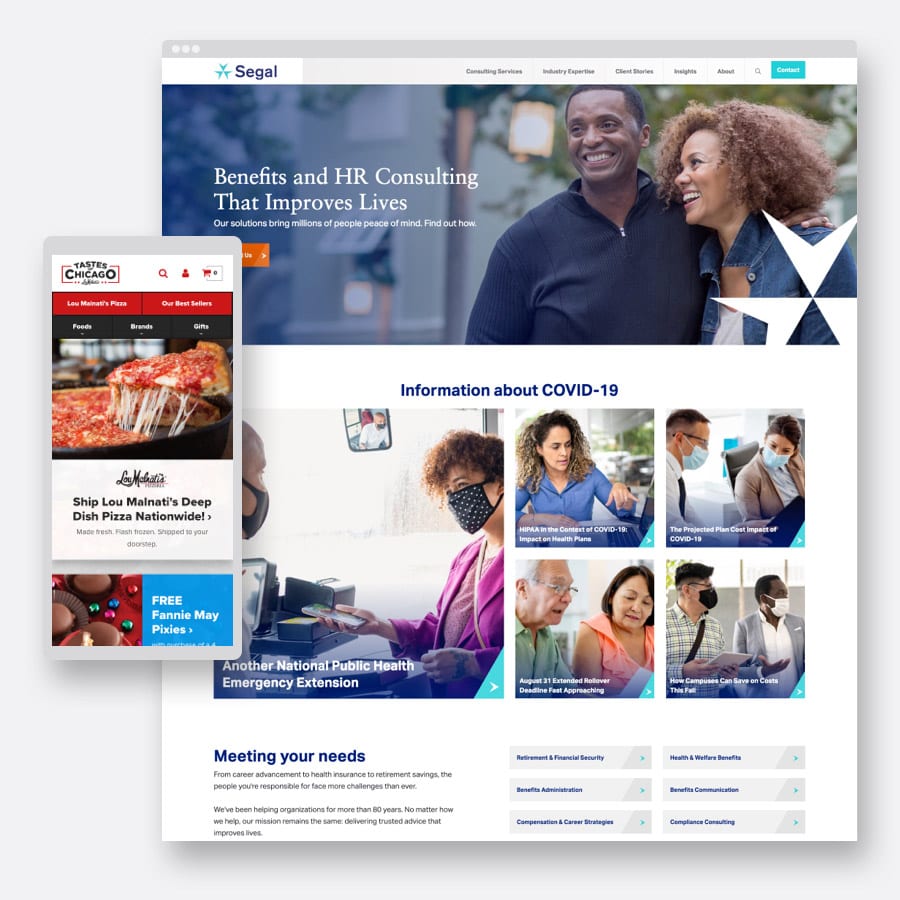 Segal
Consulting Services
Industry Expertise
Client Stories
Insights
About
Contact
Benefits and HR Consulting
That Improves Lives
Our solutions bring millions of people peace of mind. Find out how.
Us
Information about COVID-19
Another National Public Health
Emergency Extension
HIPAA in the Context of COVID-19:
Impact on Health Plans
The Projected Plan Cost Impact of
COVID-19
August 31 Extended Rollover
Deadline Fast Approaching
How Campuses Can Save on Costs
This Fall
Meeting your needs
From career advancement to health insurance to retirement savings, the
people you're responsible for face more challenges than ever.
We've been helping organizations for more than 80 years. No matter how
we help, our mission remains the same: delivering trusted advice that
improves lives.
Retirement & Financial Security
Health & Welfare Benefits
Benefits Administration
Benefits Communication
Compensation & Career Strategies
Compliance Consulting
TASTES
OF
CHICAGO
0
Lou Malnati's Pizza
Our Best Sellers
Foods
Brands
Gifts
Lou Malnati's
PIZZERIA
Ship Lou Malnati's Deep
Dish Pizza Nationwide! ›
Made fresh. Flash frozen. Shipped to your
doorstep.
FREE
Fannie May
Pixies ›
with purchase of a 4